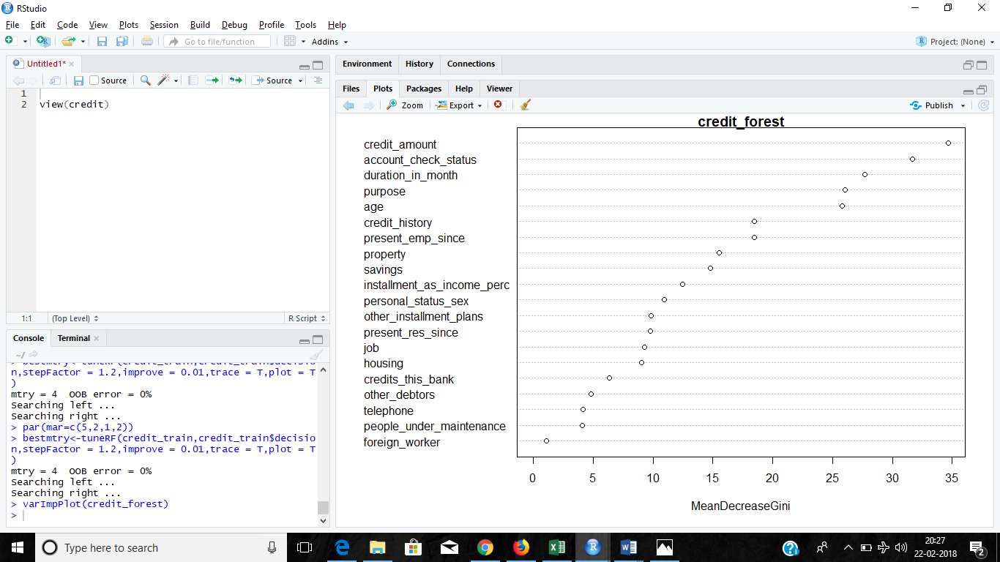 RStudio
File Edit Code View Plots Session Build Debug Profile Tools Help
Go to file/function Addins Project: (None)
Untitled1*
Source Source
1
2 view(credit)
1:1 (Top Level) R Script
Console Terminal
~/
> bestmtry<-tuneRF(credit_train,credit_train$decisio
n,stepFactor = 1.2,improve = 0.01,trace = T,plot = T
)
mtry = 4 OOB error = 0%
Searching left ...
Searching right ...
> par(mar=c(5,2,1,2))
> bestmtry<-tuneRF(credit_train,credit_train$decisio
n,stepFactor = 1.2,improve = 0.01,trace = T,plot = T
)
mtry = 4 OOB error = 0%
Searching left ...
Searching right ...
> varImpPlot(credit_forest)
>
Environment History Connections
Files Plots Packages Help Viewer
Zoom Export Publish
credit_forest
credit_amount
account_check_status
duration_in_month
purpose
age
credit_history
present_emp_since
property
savings
installment_as_income_perc
personal_status_sex
other_installment_plans
present_res_since
job
housing
credits_this_bank
other_debtors
telephone
people_under_maintenance
foreign_worker
0 5 10 15 20 25 30 35
MeanDecreaseGini
Type here to search
20:27
22-02-2018
2